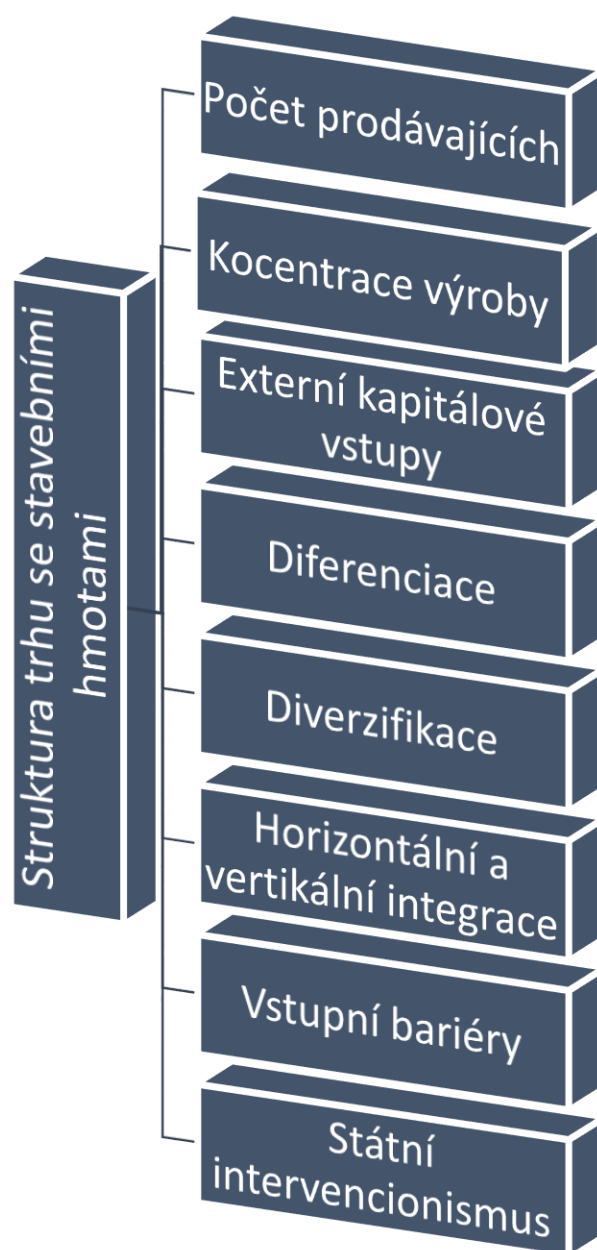 Struktura trhu se stavebními
hmotami
Počet prodávajících
Kocentrace výroby
Externí kapitálové
vstupy
Diferenciace
Diverzifikace
Horizontální a
vertikální integrace
Vstupní bariéry
Státní
intervencionismus